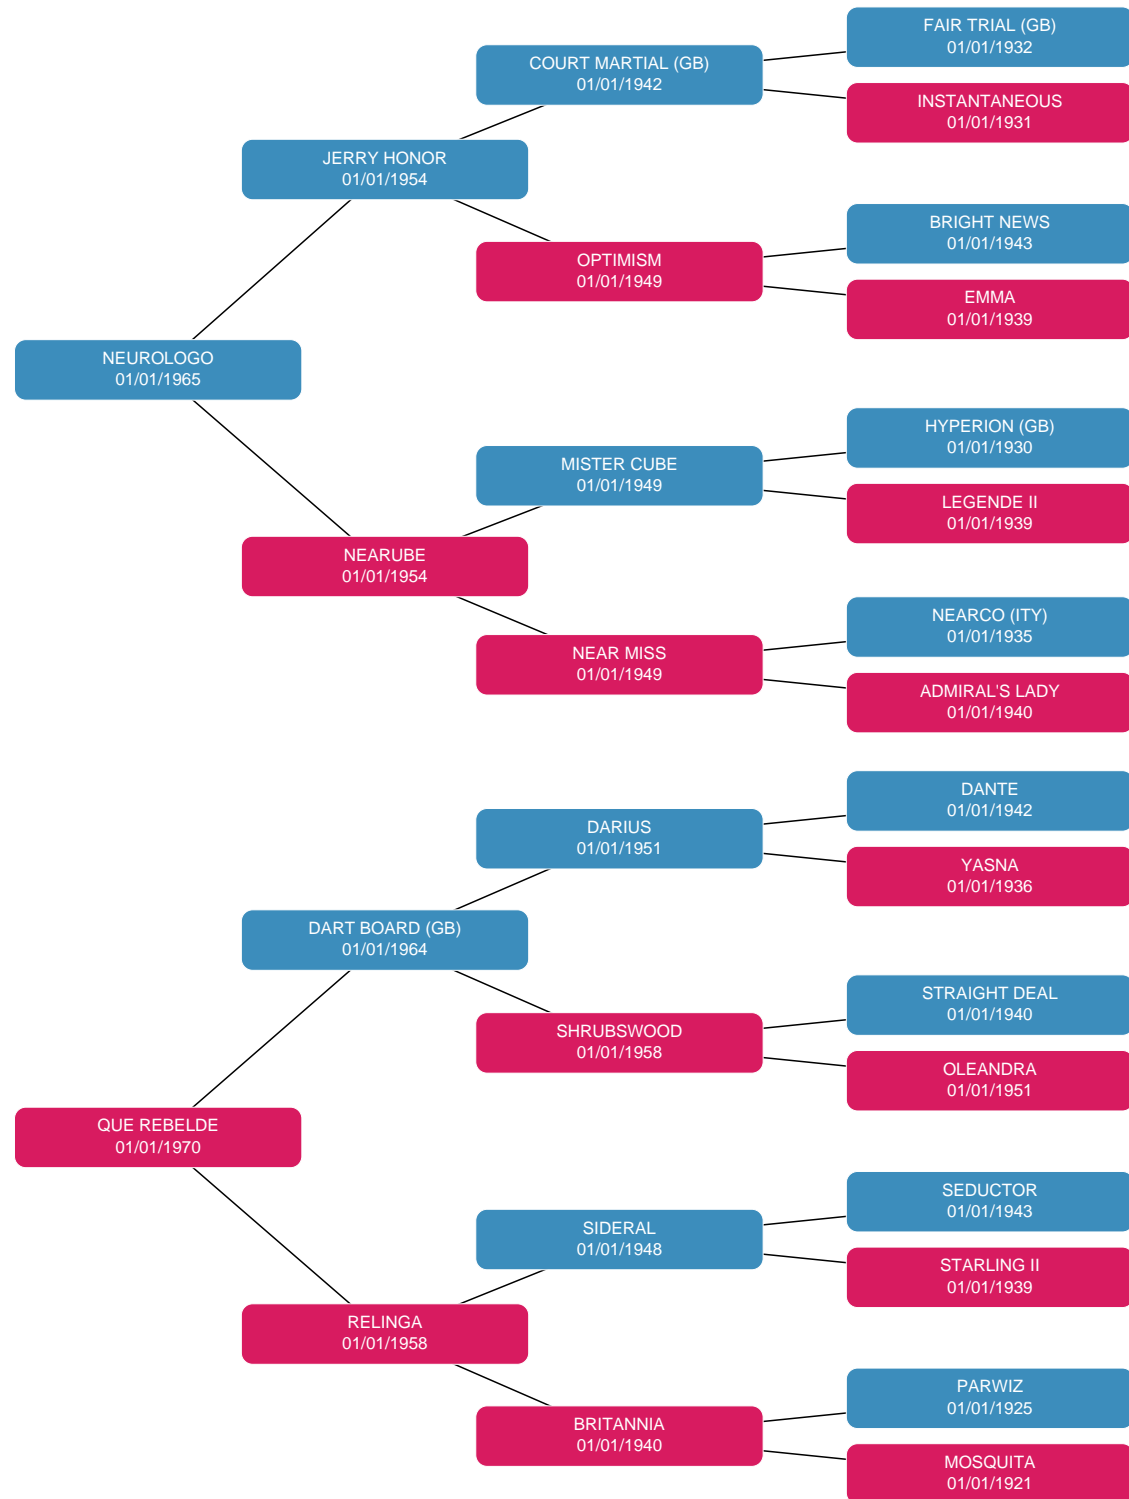 FAIR TRIAL (GB)
01/01/1932
COURT MARTIAL (GB)
01/01/1942
INSTANTANEOUS
01/01/1931
JERRY HONOR
01/01/1954
BRIGHT NEWS
01/01/1943
OPTIMISM
01/01/1949
EMMA
01/01/1939
NEUROLOGO
01/01/1965
HYPERION (GB)
01/01/1930
MISTER CUBE
01/01/1949
LEGENDE II
01/01/1939
NEARUBE
01/01/1954
NEARCO (ITY)
01/01/1935
NEAR MISS
01/01/1949
ADMIRAL'S LADY
01/01/1940
DANTE
01/01/1942
DARIUS
01/01/1951
YASNA
01/01/1936
DART BOARD (GB)
01/01/1964
STRAIGHT DEAL
01/01/1940
SHRUBSWOOD
01/01/1958
OLEANDRA
01/01/1951
QUE REBELDE
01/01/1970
SEDUCTOR
01/01/1943
SIDERAL
01/01/1948
STARLING II
01/01/1939
RELINGA
01/01/1958
PARWIZ
01/01/1925
BRITANNIA
01/01/1940
MOSQUITA
01/01/1921